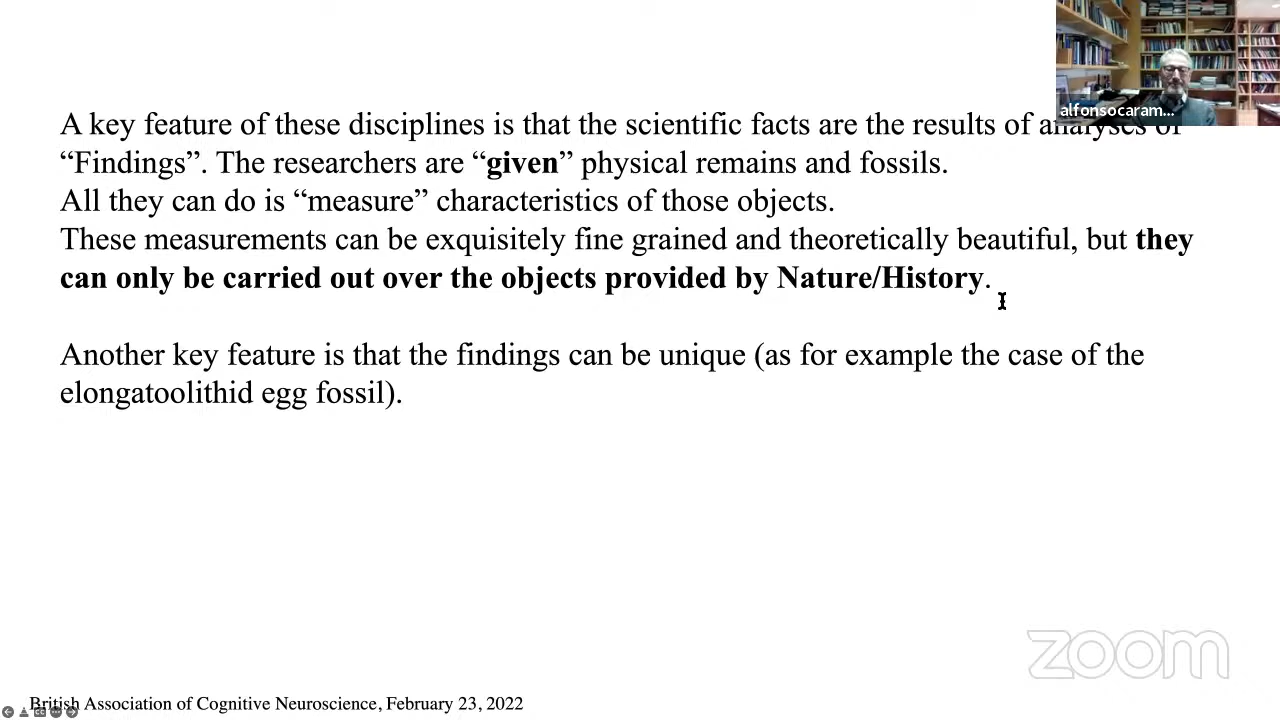 alfonsocaram...
A key feature of these disciplines is that the scientific facts are the results of analyses of
“Findings”. The researchers are “given” physical remains and fossils.
All they can do is “measure” characteristics of those objects.
These measurements can be exquisitely fine grained and theoretically beautiful, but they
can only be carried out over the objects provided by Nature/History.
Another key feature is that the findings can be unique (as for example the case of the
elongatoolithid egg fossil).
zoom
British Association of Cognitive Neuroscience, February 23, 2022